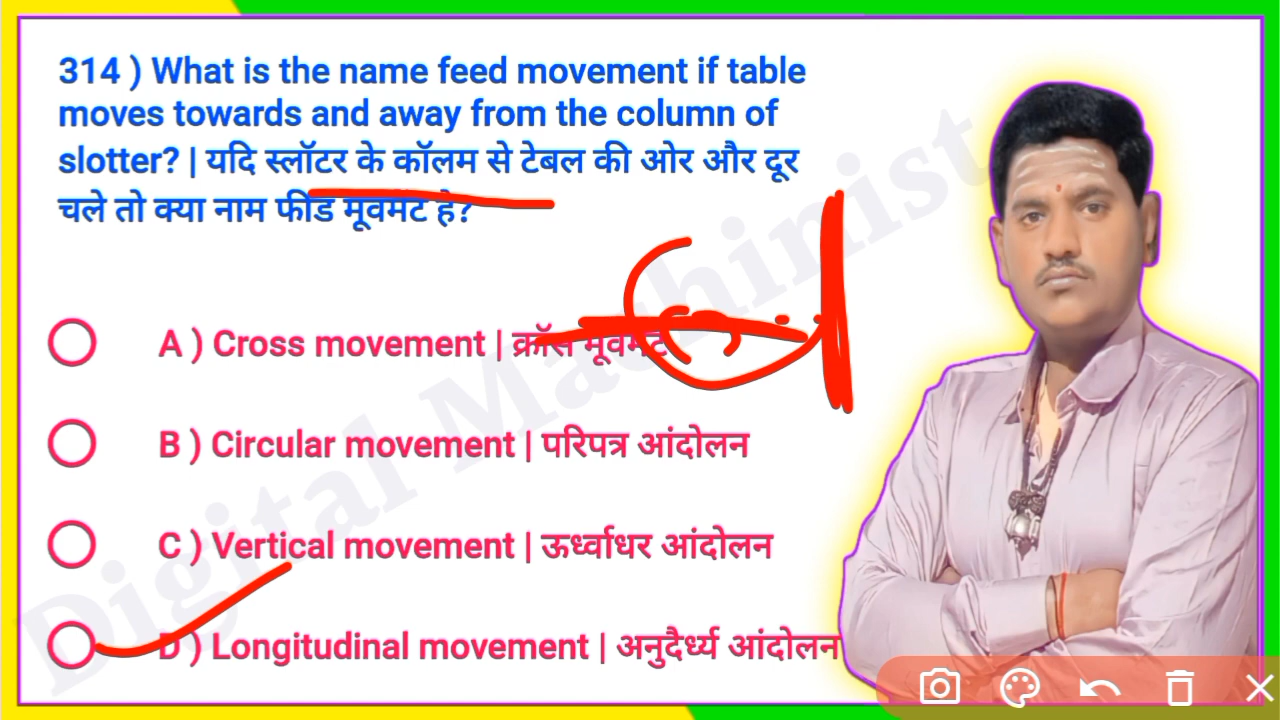 314 ) What is the name feed movement if table
moves towards and away from the column of
slotter? | यदि स्लॉटर के कॉलम से टेबल की ओर और दूर
चले तो क्या नाम फीड मूवमेंट है?
A ) Cross movement | क्रॉस मूवमेंट
B ) Circular movement | परिपत्र आंदोलन
C ) Vertical movement | ऊर्ध्वाधर आंदोलन
D ) Longitudinal movement | अनुदैर्ध्य आंदोलन
Digital Machinist